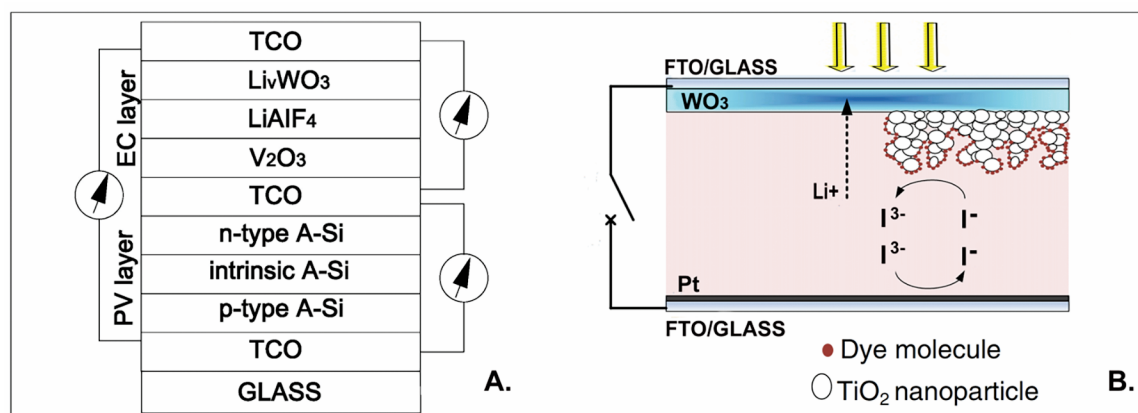 TCO
LiᵥWO₃
LiAlF₄
V₂O₃
TCO
n-type A-Si
intrinsic A-Si
p-type A-Si
TCO
GLASS
EC layer
PV layer
A.
FTO/GLASS
WO₃
Li+
I³⁻ I⁻
I³⁻ I⁻
Pt
FTO/GLASS
Dye molecule
TiO₂ nanoparticle
B.